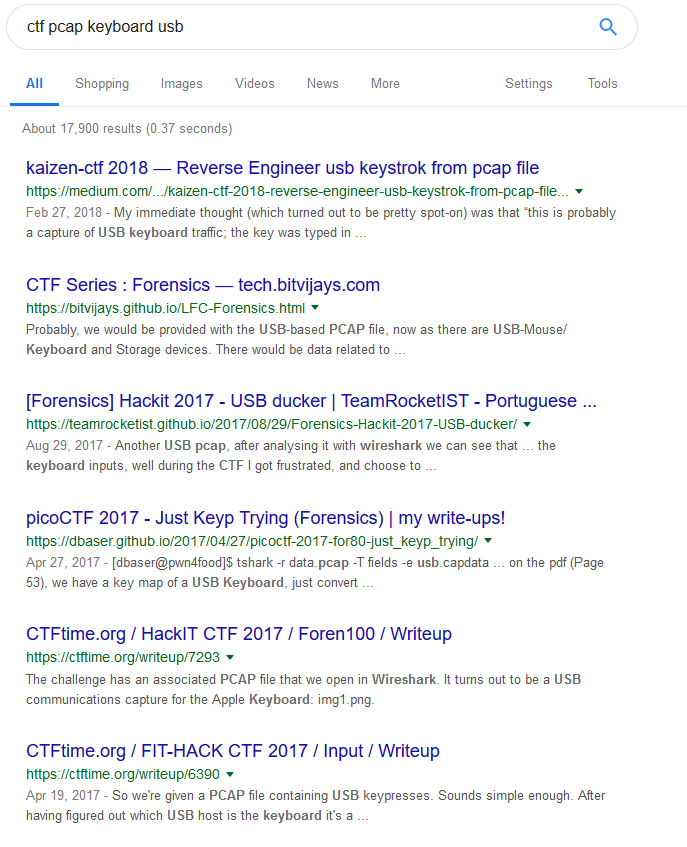 ctf pcap keyboard usb
All Shopping Images Videos News More Settings Tools
About 17,900 results (0.37 seconds)
kaizen-ctf 2018 — Reverse Engineer usb keystrok from pcap file
https://medium.com/.../kaizen-ctf-2018-reverse-engineer-usb-keystrok-from-pcap-file...
Feb 27, 2018 - My immediate thought (which turned out to be pretty spot-on) was that “this is probably
a capture of USB keyboard traffic; the key was typed in ...
CTF Series : Forensics — tech.bitvijays.com
https://bitvijays.github.io/LFC-Forensics.html
Probably, we would be provided with the USB-based PCAP file, now as there are USB-Mouse/
Keyboard and Storage devices. There would be data related to ...
[Forensics] Hackit 2017 - USB ducker | TeamRocketIST - Portuguese ...
https://teamrocketist.github.io/2017/08/29/Forensics-Hackit-2017-USB-ducker/
Aug 29, 2017 - Another USB pcap, after analysing it with wireshark we can see that ... the
keyboard inputs, well during the CTF I got frustrated, and choose to ...
picoCTF 2017 - Just Keyp Trying (Forensics) | my write-ups!
https://dbaser.github.io/2017/04/27/picoctf-2017-for80-just_keyp_trying/
Apr 27, 2017 - [dbaser@pwn4food]$ tshark -r data.pcap -T fields -e usb.capdata ... on the pdf (Page
53), we have a key map of a USB Keyboard, just convert ...
CTFtime.org / HackIT CTF 2017 / Foren100 / Writeup
https://ctftime.org/writeup/7293
The challenge has an associated PCAP file that we open in Wireshark. It turns out to be a USB
communications capture for the Apple Keyboard: img1.png.
CTFtime.org / FIT-HACK CTF 2017 / Input / Writeup
https://ctftime.org/writeup/6390
Apr 19, 2017 - So we're given a PCAP file containing USB keypresses. Sounds simple enough. After
having figured out which USB host is the keyboard it's a ...